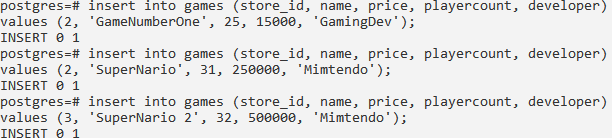 postgres=# insert into games (store_id, name, price, playercount, developer)
values (2, 'GameNumberOne', 25, 15000, 'GamingDev');
INSERT 0 1
postgres=# insert into games (store_id, name, price, playercount, developer)
values (2, 'SuperNario', 31, 250000, 'Mimtendo');
INSERT 0 1
postgres=# insert into games (store_id, name, price, playercount, developer)
values (3, 'SuperNario 2', 32, 500000, 'Mimtendo');
INSERT 0 1